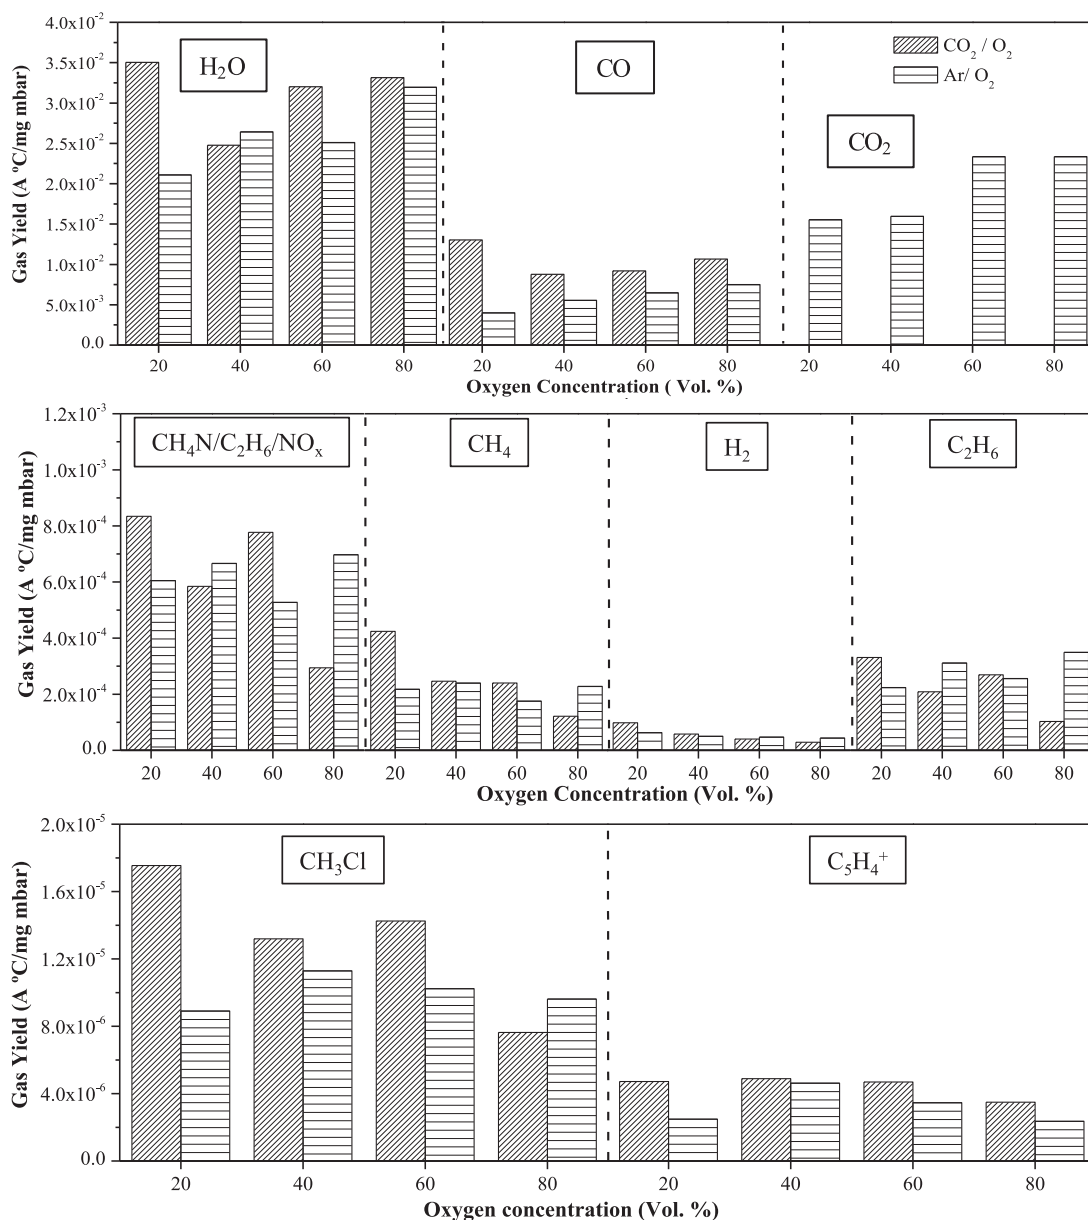 4.0x10⁻²
3.5x10⁻²
3.0x10⁻²
2.5x10⁻²
2.0x10⁻²
1.5x10⁻²
1.0x10⁻²
5.0x10⁻³
0.0
Gas Yield (A ºC/mg mbar)
H₂O
CO
CO₂
CO₂ / O₂
Ar/ O₂
20 40 60 80 20 40 60 80 20 40 60 80
Oxygen Concentration ( Vol. %)
1.2x10⁻³
1.0x10⁻³
8.0x10⁻⁴
6.0x10⁻⁴
4.0x10⁻⁴
2.0x10⁻⁴
0.0
Gas Yield (A ºC/mg mbar)
CH₄N/C₂H₆/NOₓ
CH₄
H₂
C₂H₆
20 40 60 80 20 40 60 80 20 40 60 80 20 40 60 80
Oxygen Concentration (Vol. %)
2.0x10⁻⁵
1.6x10⁻⁵
1.2x10⁻⁵
8.0x10⁻⁶
4.0x10⁻⁶
0.0
Gas Yield (A ºC/mg mbar)
CH₃Cl
C₅H₄⁺
20 40 60 80 20 40 60 80
Oxygen concentration (Vol. %)